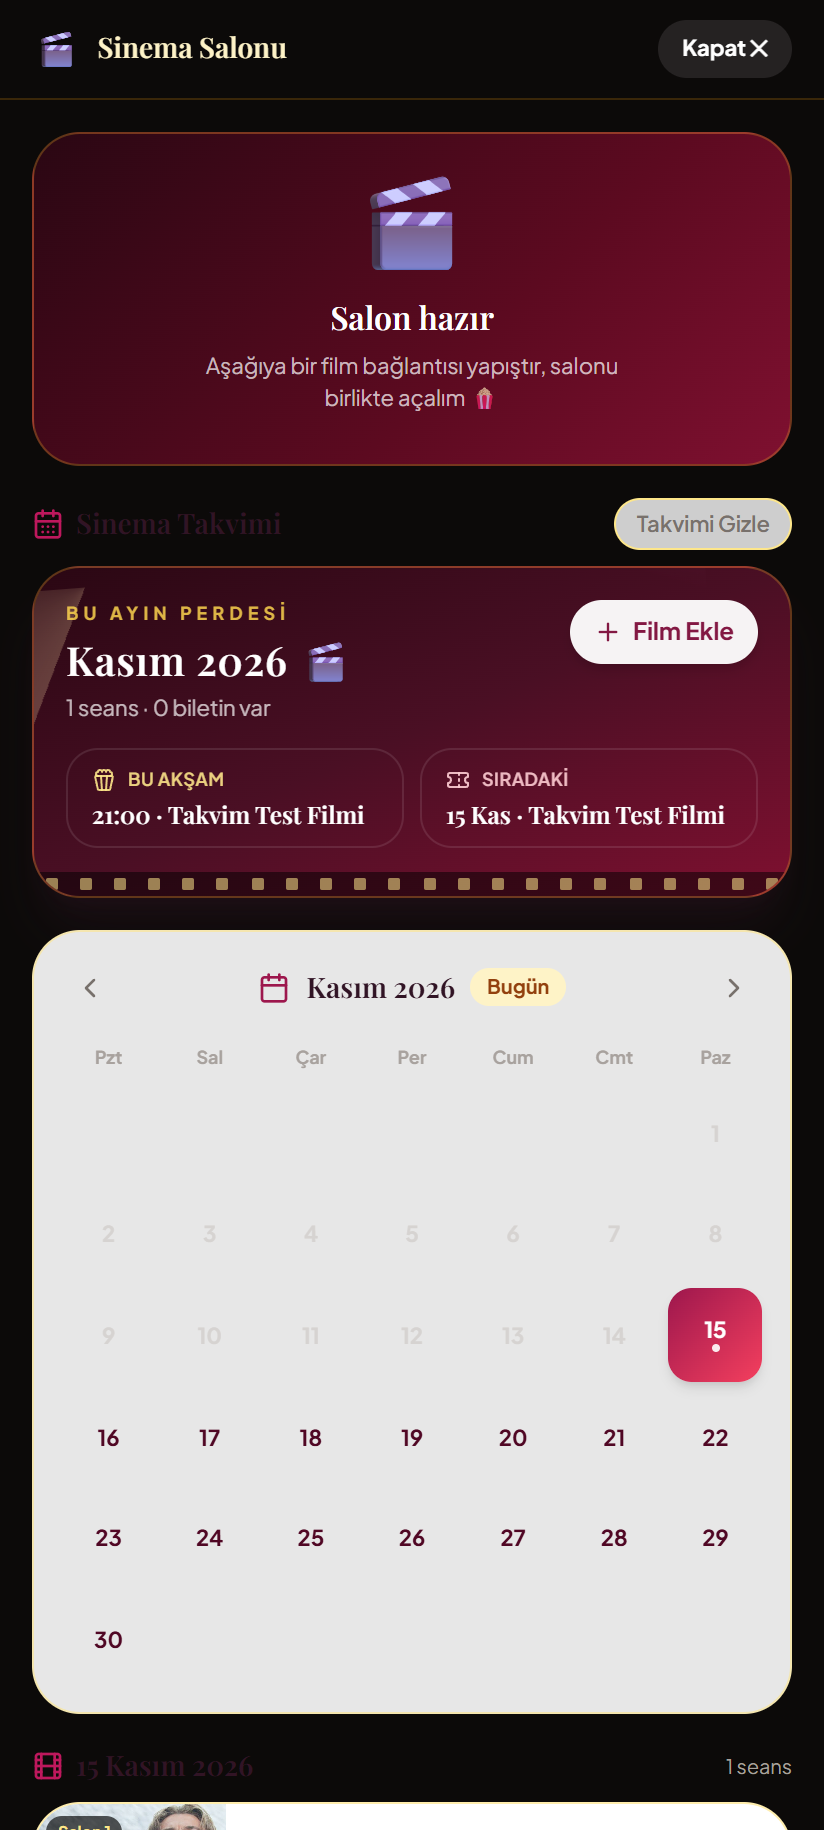 Sinema Salonu
Kapat
Salon hazır
Aşağıya bir film bağlantısı yapıştır, salonu
birlikte açalım
Sinema Takvimi
Takvimi Gizle
BU AYIN PERDESİ
Film Ekle
Kasım 2026
1 seans · 0 biletin var
BU AKŞAM
21:00 · Takvim Test Filmi
SIRADAKİ
15 Kas · Takvim Test Filmi
Kasım 2026
Bugün
Pzt Sal Çar Per Cum Cmt Paz
1
2 3 4 5 6 7 8
9 10 11 12 13 14 15
16 17 18 19 20 21 22
23 24 25 26 27 28 29
30
15 Kasım 2026
1 seans